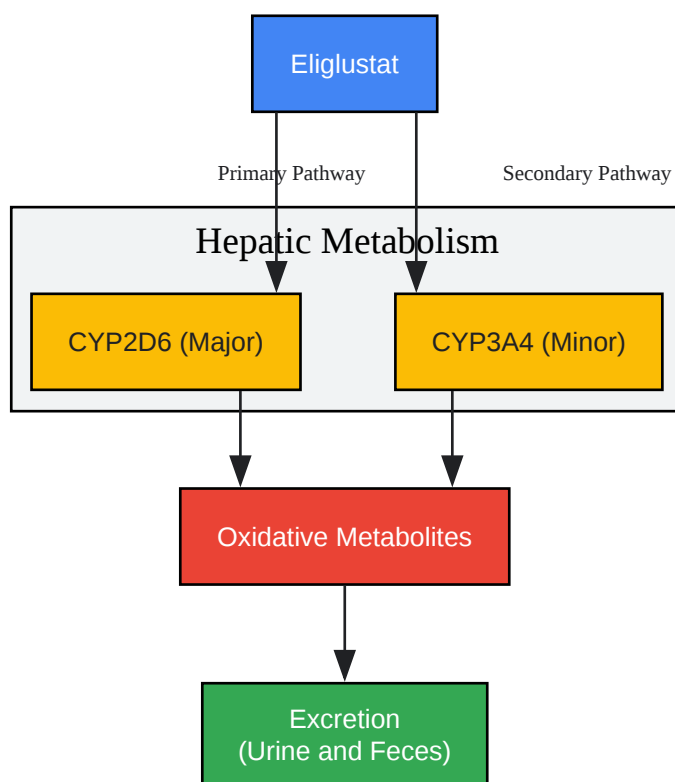 Eliglustat
Primary Pathway
Secondary Pathway
Hepatic Metabolism
CYP2D6 (Major)
CYP3A4 (Minor)
Oxidative Metabolites
Excretion
(Urine and Feces)